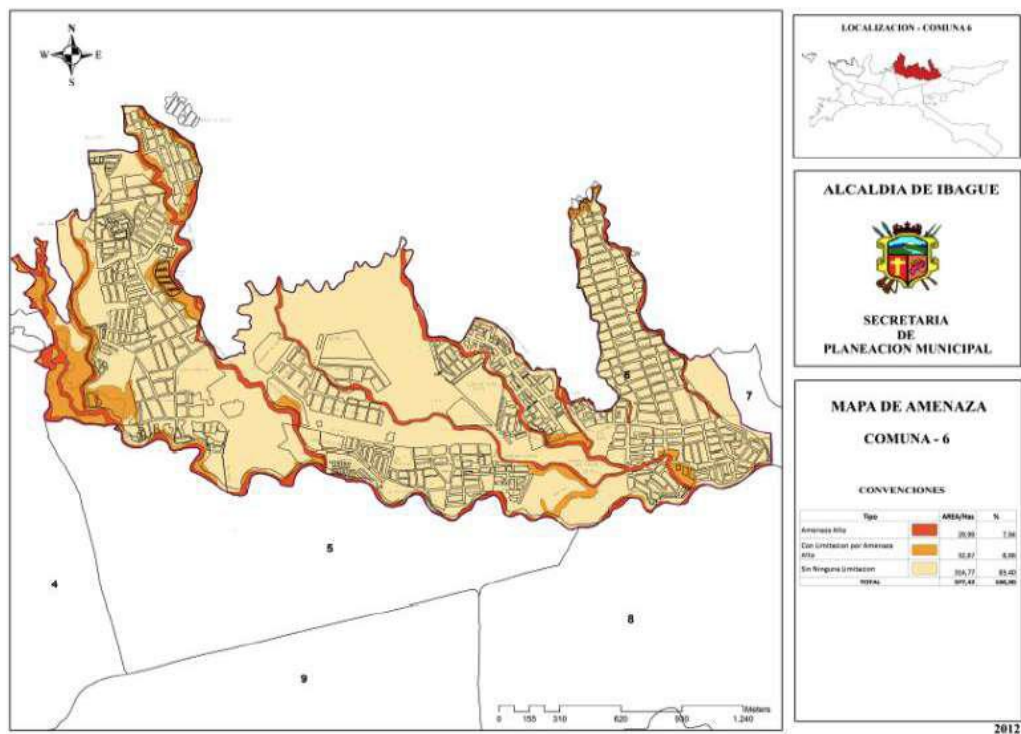 N
W E
S
LOCALIZACION - COMUNA 6
ALCALDIA DE IBAGUE
SECRETARIA
DE
PLANEACION MUNICIPAL
MAPA DE AMENAZA
COMUNA - 6
CONVENCIONES
Tipo AREA/Has %
Amenaza Alta
Con Limitacion por Amenaza
Alta
Sin Ninguna Limitacion
TOTAL
6
7
5
4
8
9
Meters
0 155 310 620 930 1.240
2012